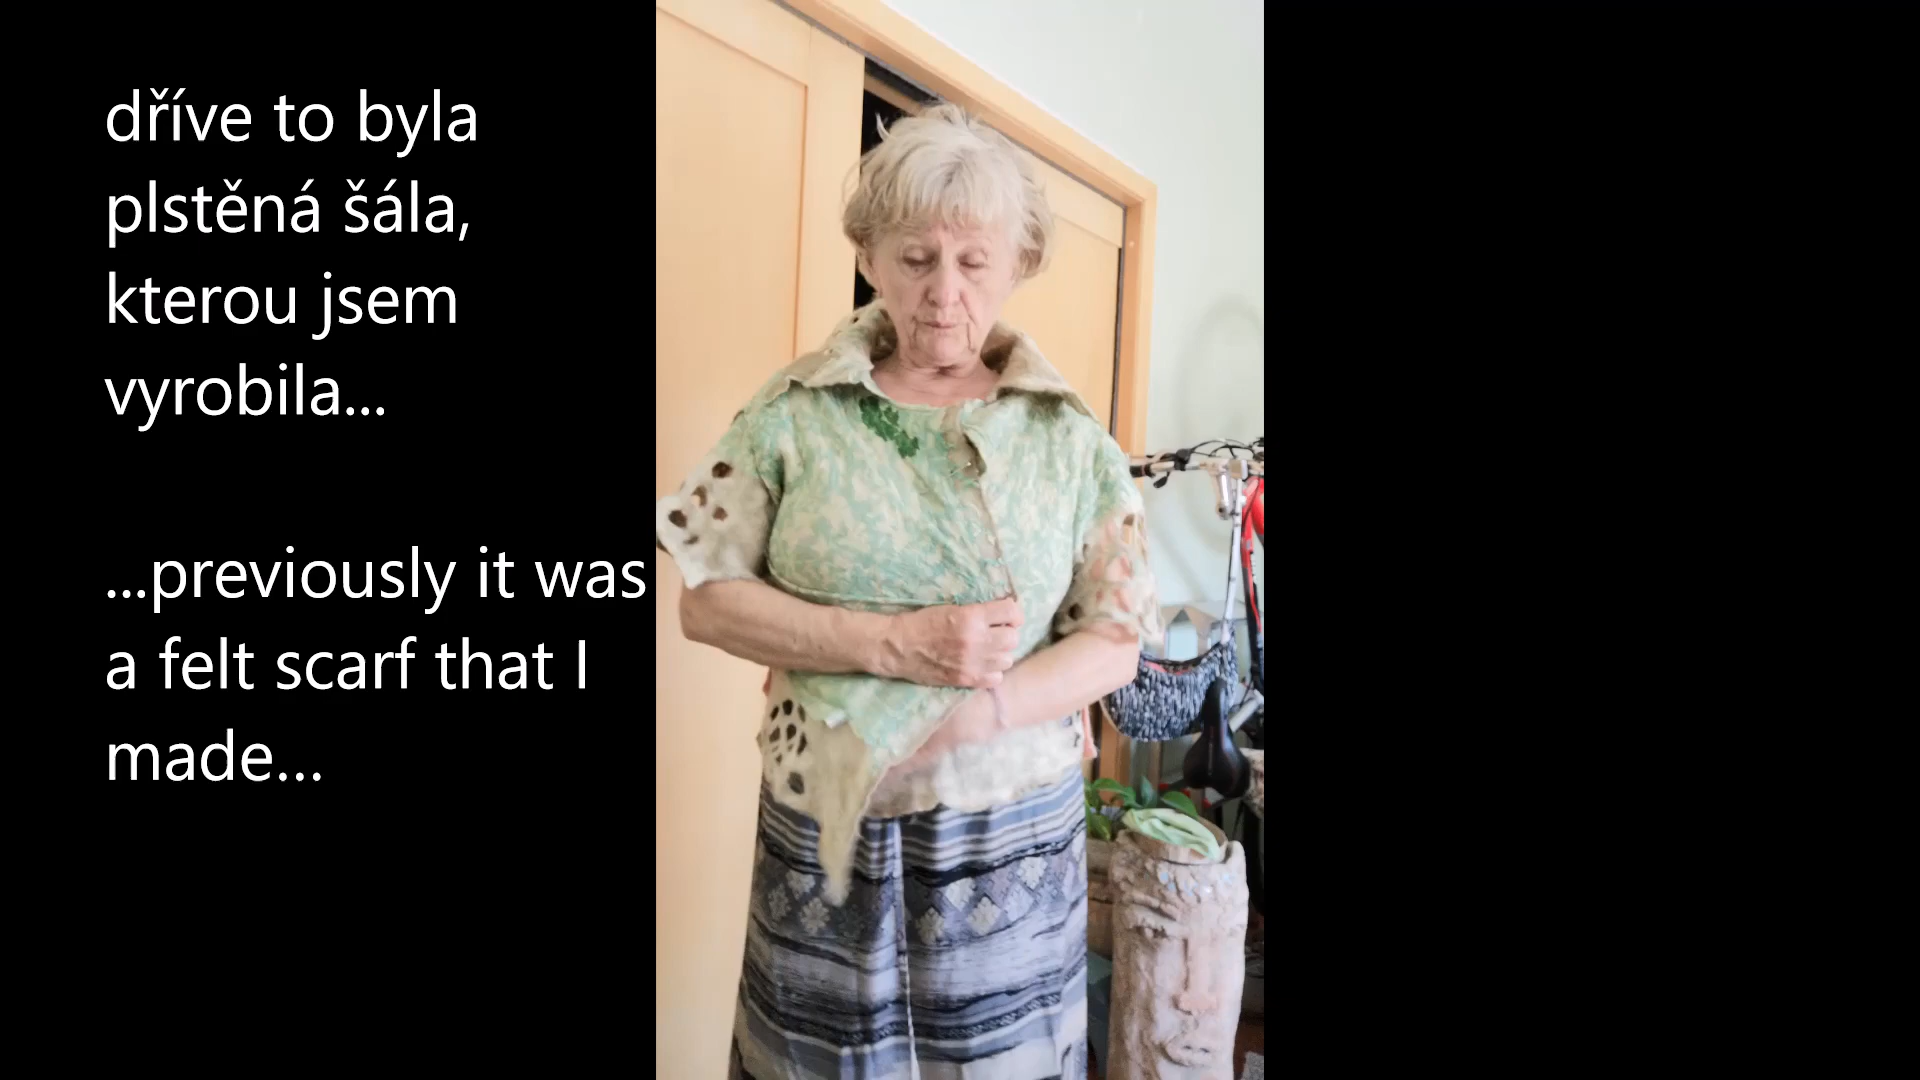 dříve to byla
plstěná šála,
kterou jsem
vyrobila...
...previously it was
a felt scarf that I
made...